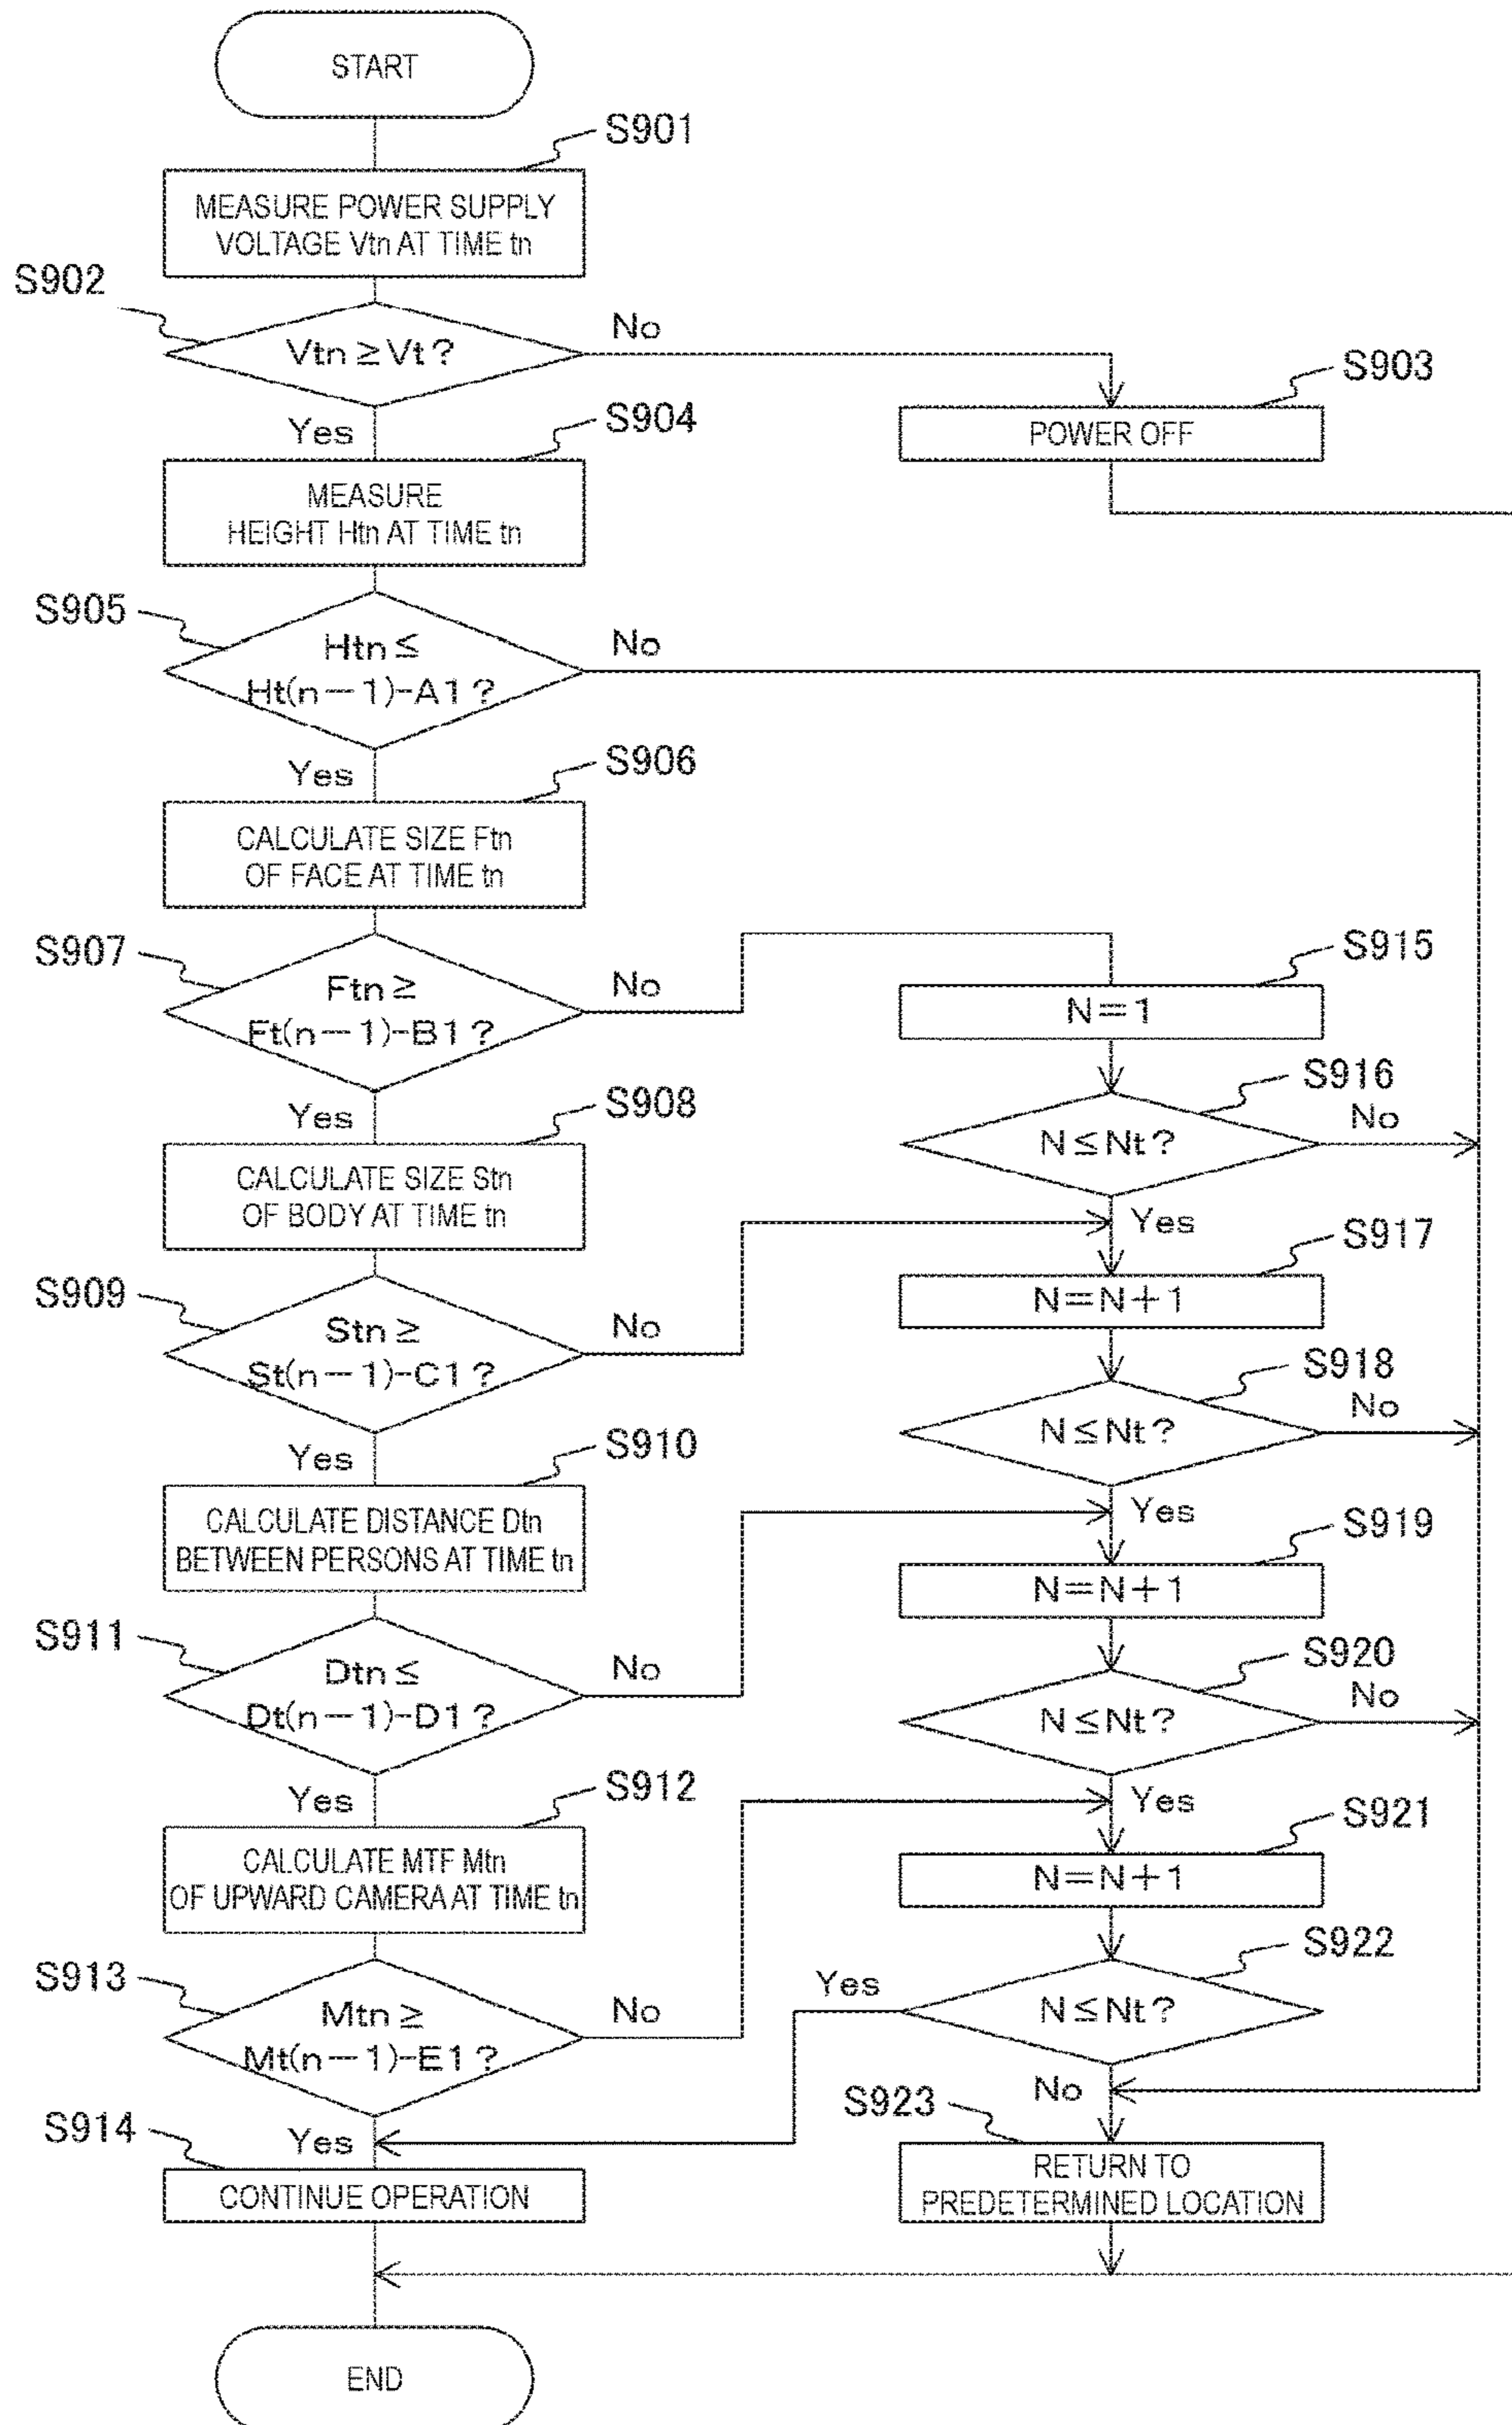 START
S901
MEASURE POWER SUPPLY
VOLTAGE Vtn AT TIME tn
S902
Vtn ≥ Vt ?
No
Yes
S903
POWER OFF
S904
MEASURE
HEIGHT Htn AT TIME tn
S905
Htn ≤
Ht(n−1)-A1 ?
No
Yes
S906
CALCULATE SIZE Ftn
OF FACE AT TIME tn
S907
Ftn ≥
Ft(n−1)-B1 ?
No
Yes
S908
CALCULATE SIZE Stn
OF BODY AT TIME tn
S909
Stn ≥
St(n−1)-C1 ?
No
Yes
S910
CALCULATE DISTANCE Dtn
BETWEEN PERSONS AT TIME tn
S911
Dtn ≤
Dt(n−1)-D1 ?
No
Yes
S912
CALCULATE MTF Mtn
OF UPWARD CAMERA AT TIME tn
S913
Mtn ≥
Mt(n−1)-E1 ?
No
Yes
S914
CONTINUE OPERATION
S915
N=1
S916
N ≤ Nt ?
No
Yes
S917
N=N+1
S918
N ≤ Nt ?
No
Yes
S919
N=N+1
S920
N ≤ Nt ?
No
Yes
S921
N=N+1
S922
N ≤ Nt ?
Yes
No
S923
RETURN TO
PREDETERMINED LOCATION
END